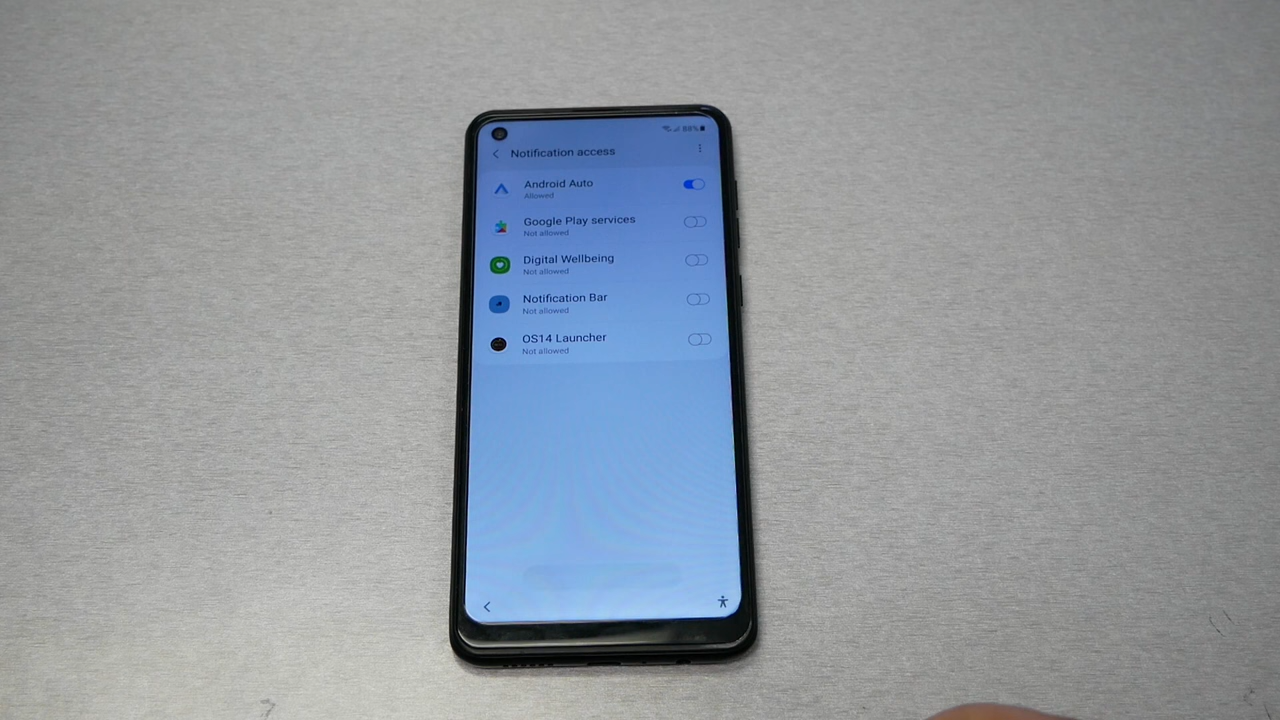 88%
Notification access
Android Auto
Allowed
Google Play services
Not allowed
Digital Wellbeing
Not allowed
Notification Bar
Not allowed
OS14 Launcher
Not allowed